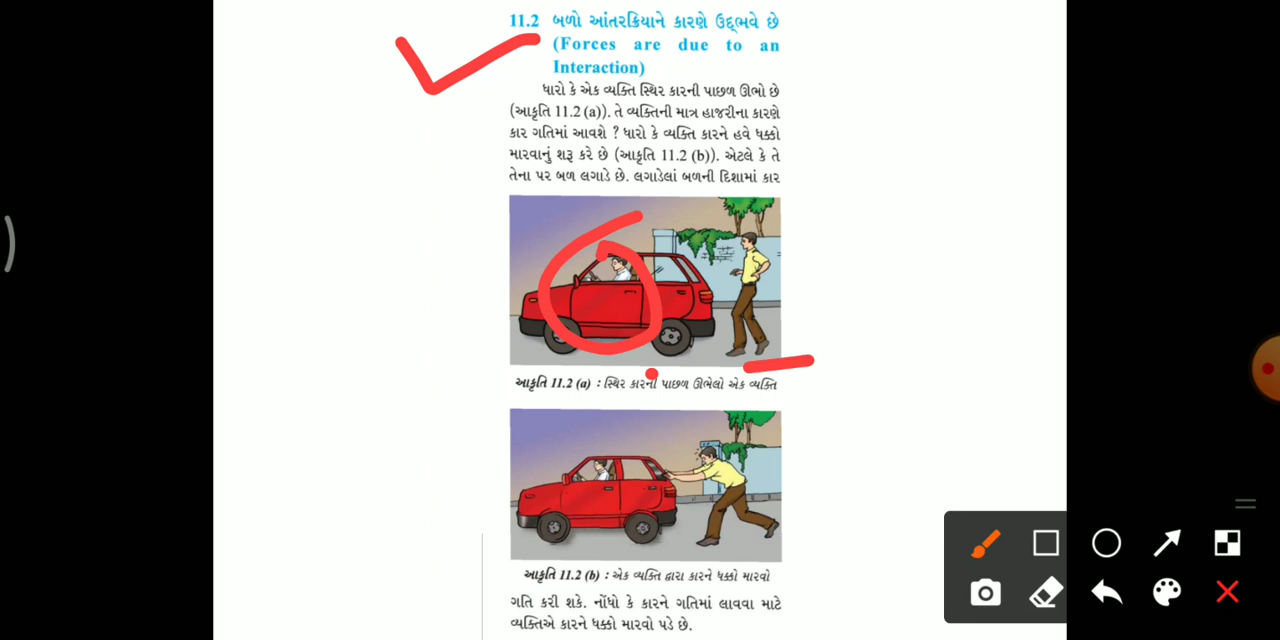 11.2 બળો આંતરક્રિયાને કારણે ઉદ્ભવે છે
(Forces are due to an
Interaction)
ધારો કે એક વ્યક્તિ સ્થિર કારની પાછળ ઊભો છે
(આકૃતિ 11.2 (a)). તે વ્યક્તિની માત્ર હાજરીના કારણે
કાર ગતિમાં આવશે ? ધારો કે વ્યક્તિ કારને હવે ધક્કો
મારવાનું શરૂ કરે છે (આકૃતિ 11.2 (b)). એટલે કે તે
તેના પર બળ લગાડે છે. લગાડેલાં બળની દિશામાં કાર
આકૃતિ 11.2 (a) : સ્થિર કારની પાછળ ઊભેલો એક વ્યક્તિ
આકૃતિ 11.2 (b) : એક વ્યક્તિ દ્વારા કારને ધક્કો મારવો
ગતિ કરી શકે. નોંધો કે કારને ગતિમાં લાવવા માટે
વ્યક્તિએ કારને ધક્કો મારવો પડે છે.